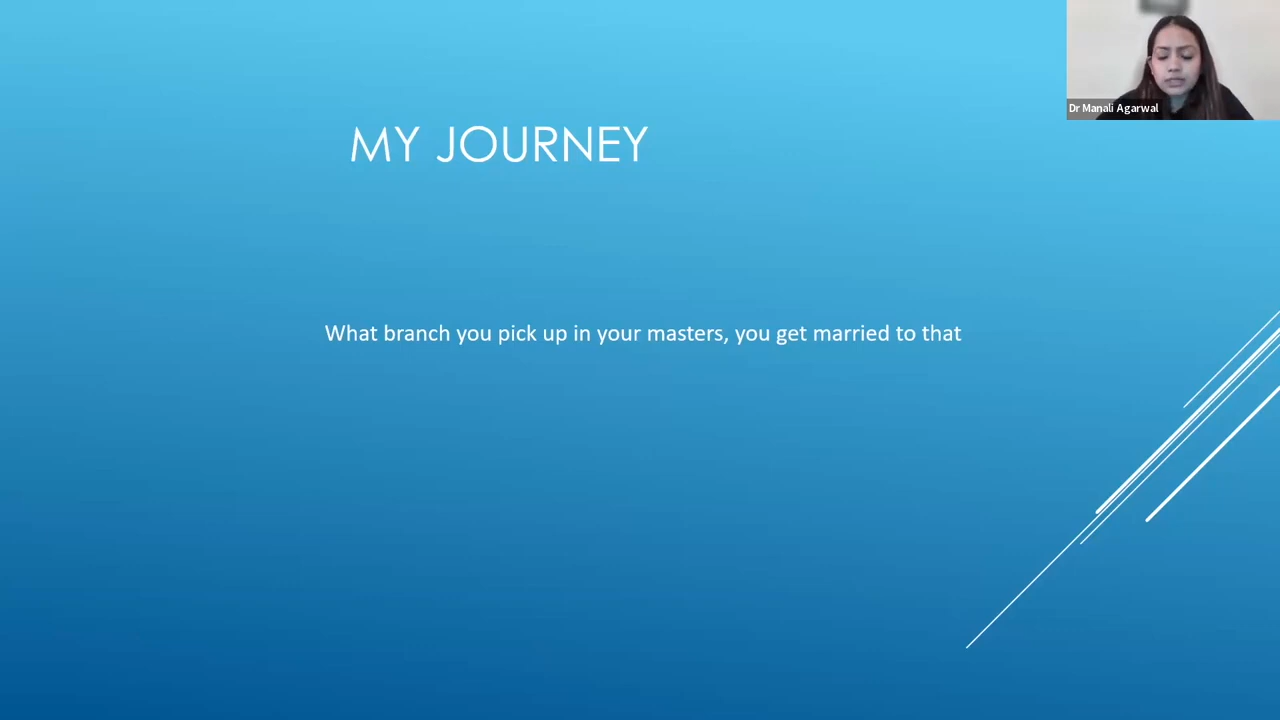 Dr Manali Agarwal
MY JOURNEY
What branch you pick up in your masters, you get married to that